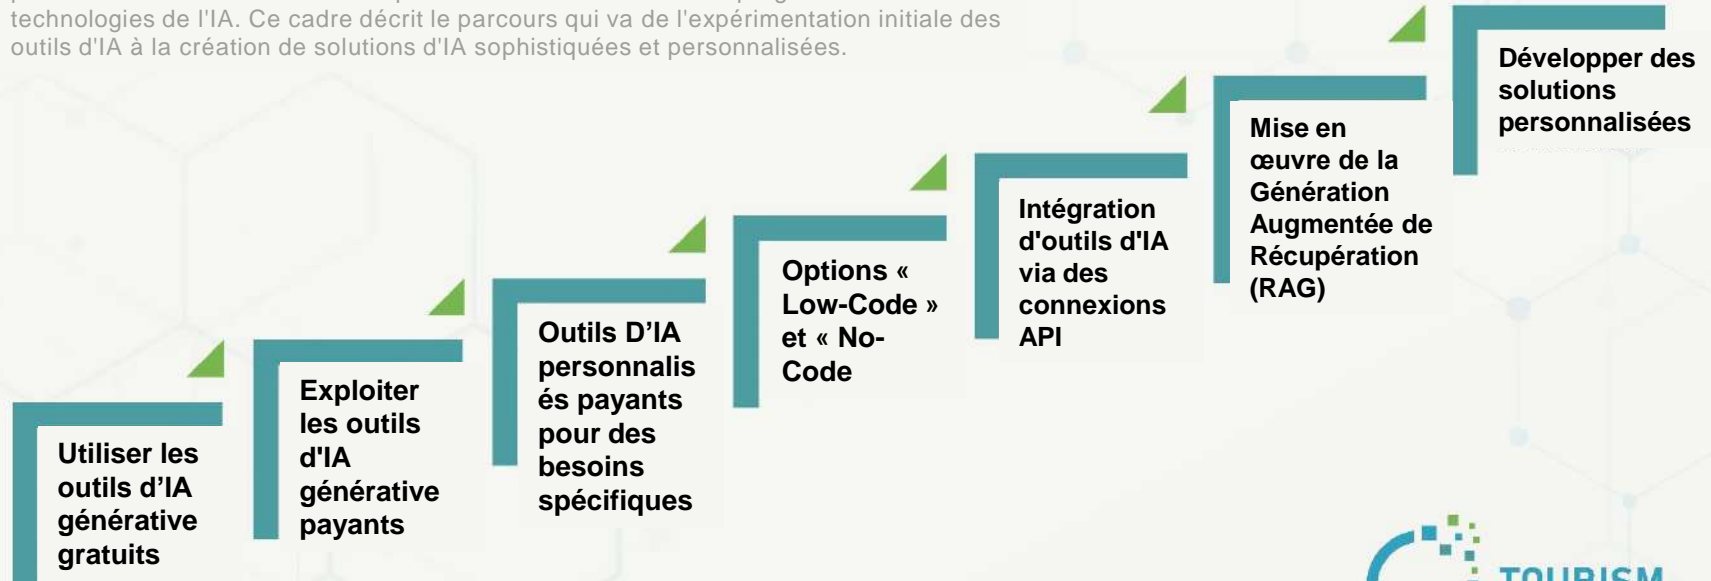 technologies de l'IA. Ce cadre décrit le parcours qui va de l'expérimentation initiale des
outils d'IA à la création de solutions d'IA sophistiquées et personnalisées.
Utiliser les
outils d’IA
générative
gratuits
Exploiter
les outils
d'IA
générative
payants
Outils D’IA
personnalis
és payants
pour des
besoins
spécifiques
Options «
Low-Code »
et « No-
Code
Intégration
d'outils d'IA
via des
connexions
API
Mise en
œuvre de la
Génération
Augmentée de
Récupération
(RAG)
Développer des
solutions
personnalisées
TOURISM